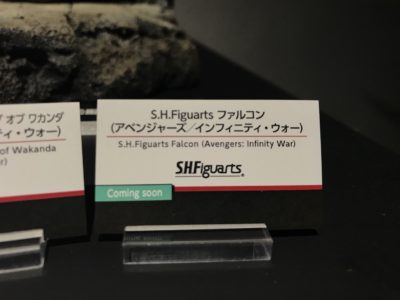 オブ ワカンダ
ティ・ウォー)
of Wakanda
r)
S.H.Figuarts ファルコン
(アベンジャーズ/インフィニティ・ウォー)
S.H.Figuarts Falcon (Avengers: Infinity War)
S.H.Figuarts
Coming soon